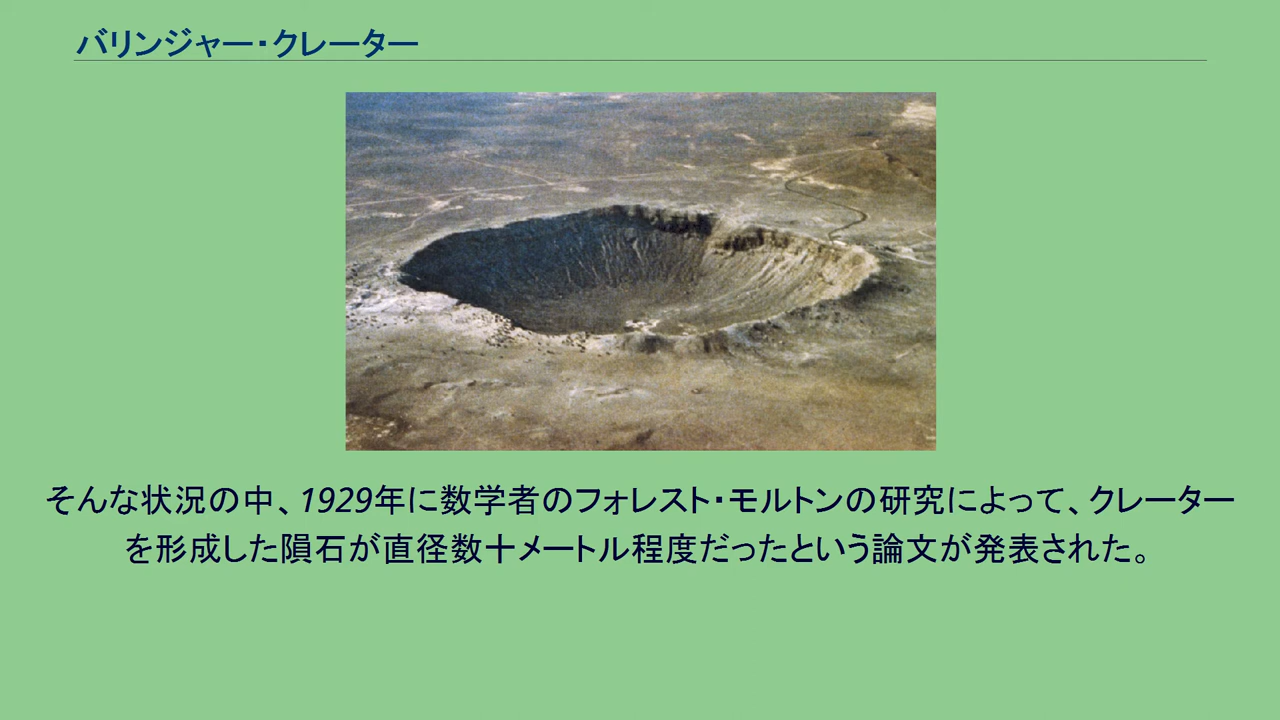 バリンジャー・クレーター
そんな状況の中、1929年に数学者のフォレスト・モルトンの研究によって、クレーター
を形成した隕石が直径数十メートル程度だったという論文が発表された。